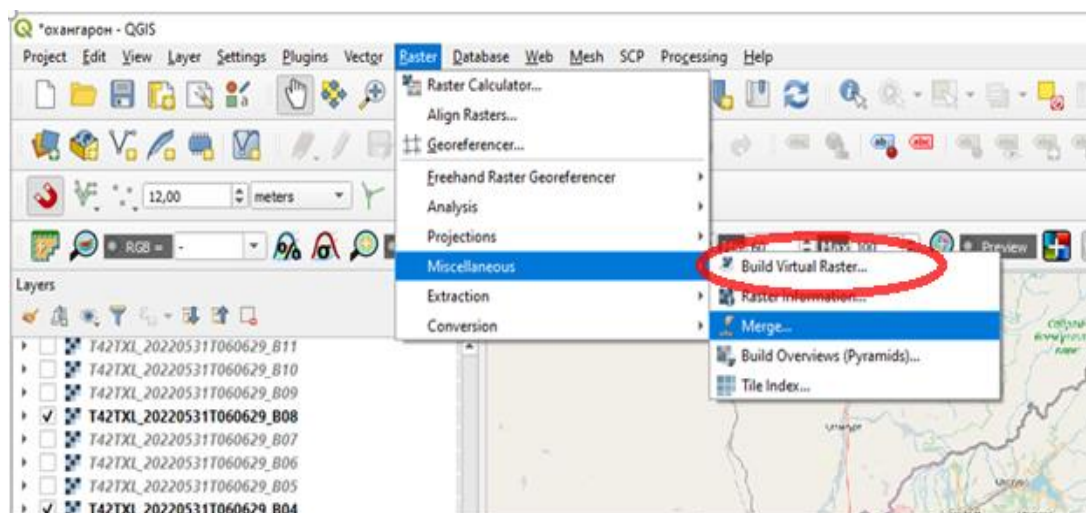 *охангарон - QGIS
Project Edit View Layer Settings Plugins Vector Raster Database Web Mesh SCP Processing Help
Raster Calculator...
Align Rasters...
Georeferencer...
Freehand Raster Georeferencer
Analysis
Projections
Miscellaneous
Extraction
Conversion
12,00 meters
RGB = -
Preview
Build Virtual Raster...
Raster Information...
Merge...
Build Overviews (Pyramids)...
Tile Index...
Layers
T42TXL_20220531T060629_B11
T42TXL_20220531T060629_B10
T42TXL_20220531T060629_B09
T42TXL_20220531T060629_B08
T42TXL_20220531T060629_B07
T42TXL_20220531T060629_B06
T42TXL_20220531T060629_B05
T42TXL_20220531T060629_B04